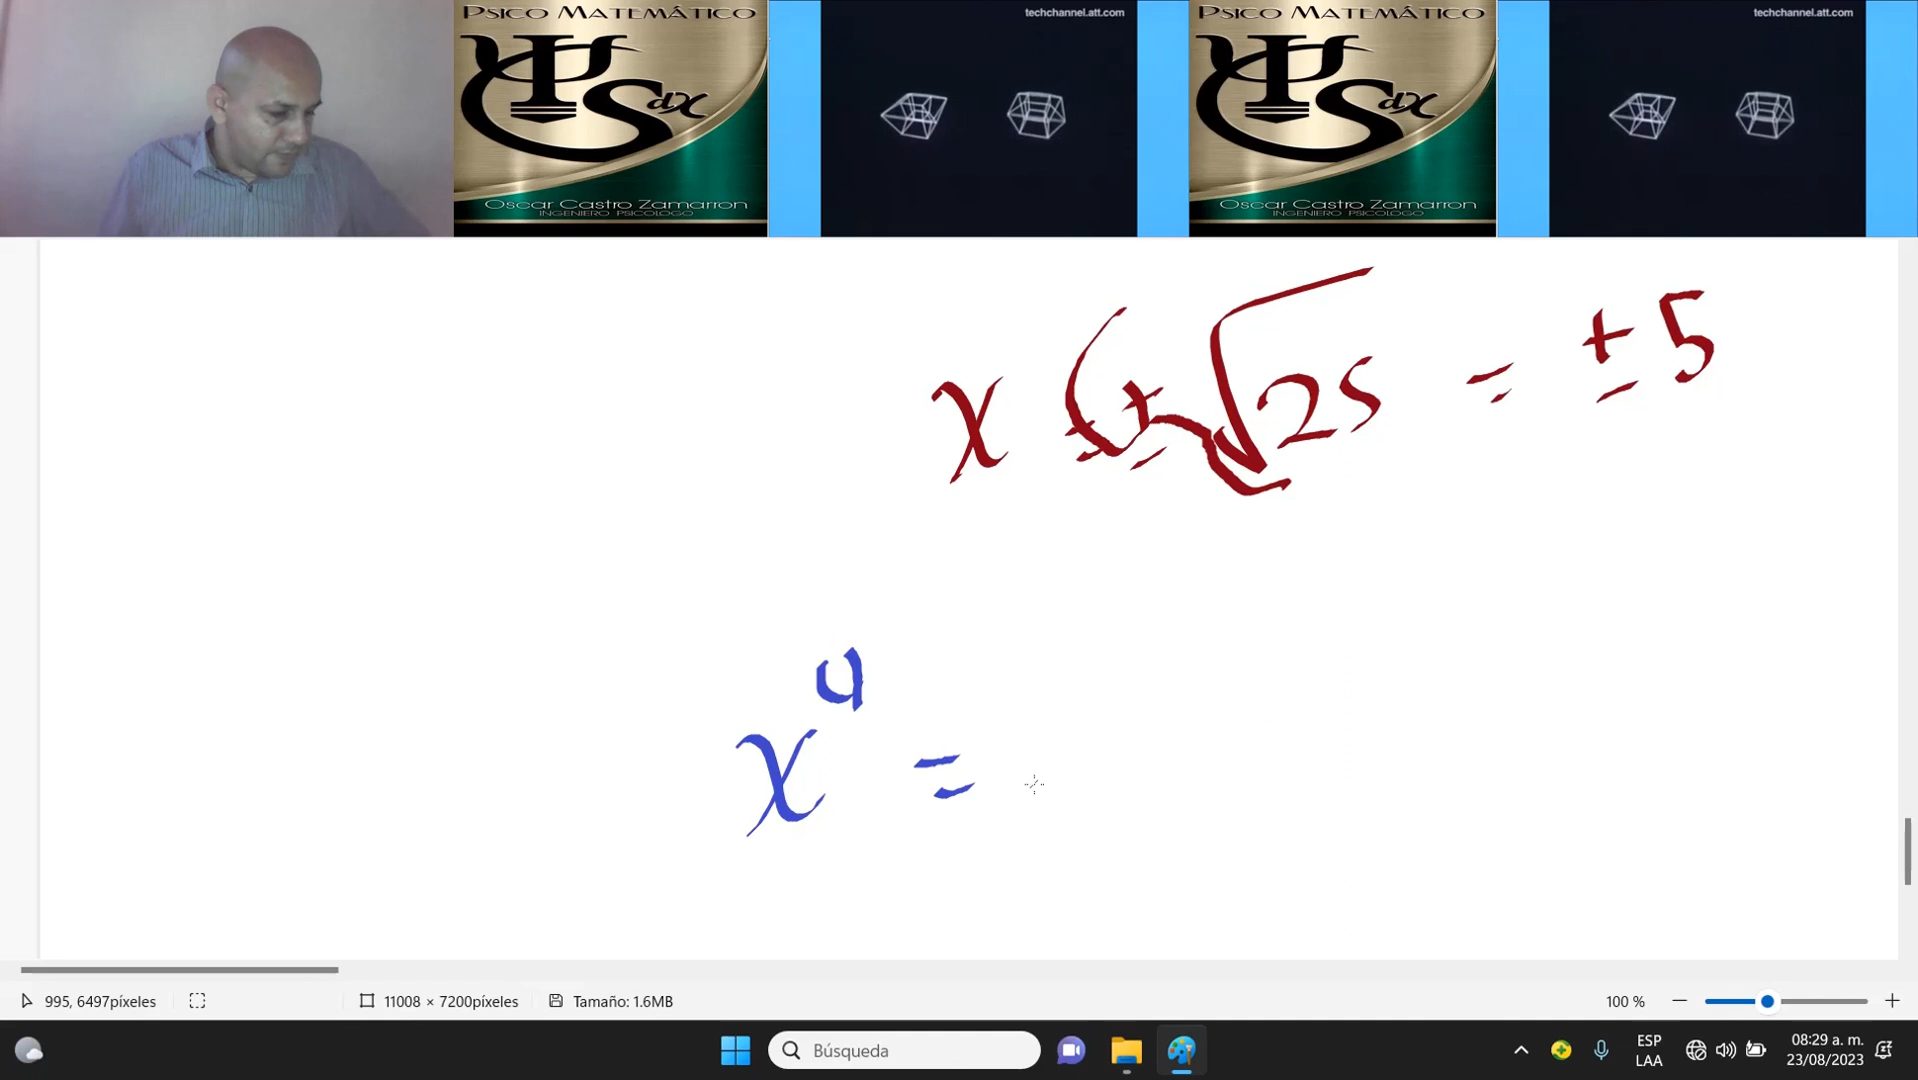 PSICO MATEMÁTICO
dx
Oscar Castro Zamarron
INGENIERO PSICOLOGO
techchannel.att.com
PSICO MATEMÁTICO
dx
Oscar Castro Zamarron
INGENIERO PSICOLOGO
techchannel.att.com
x ± √25 = ±5
x⁴ =
995, 6497píxeles
11008 × 7200píxeles
Tamaño: 1.6MB
100 %
Búsqueda
ESP
LAA
08:29 a. m.
23/08/2023